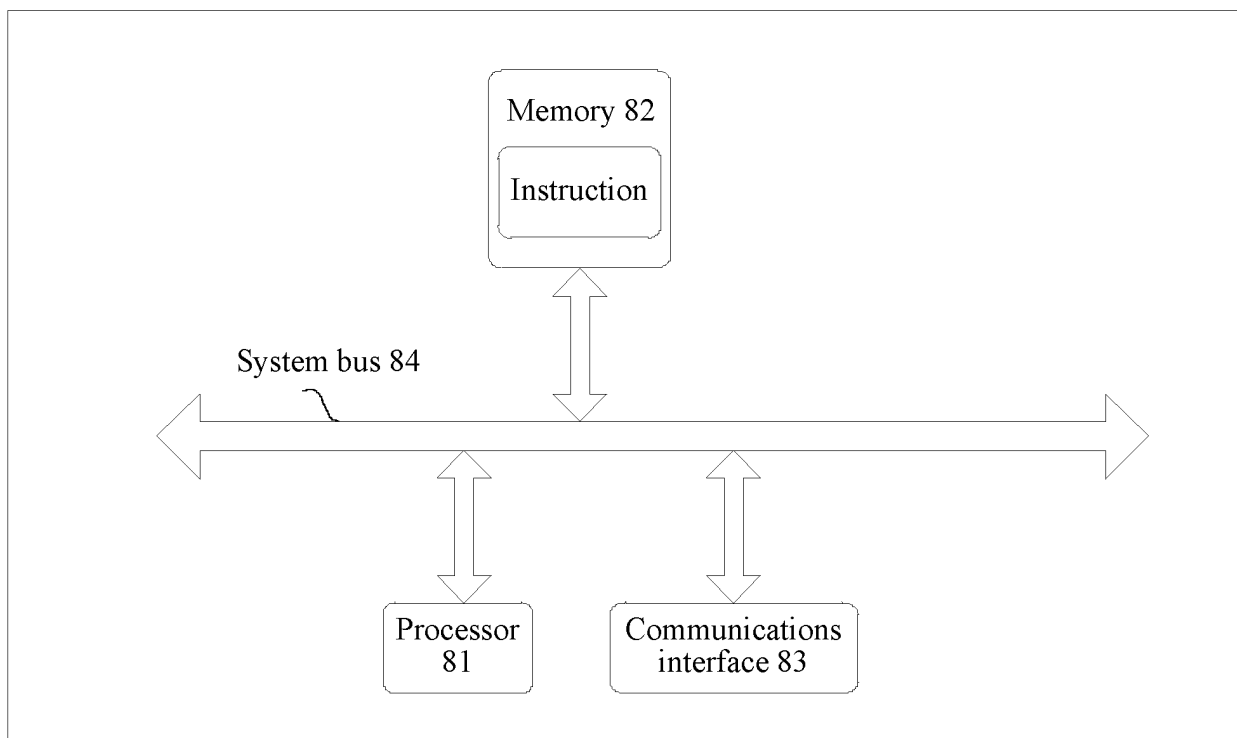 Memory 82
Instruction
System bus 84
Processor
81
Communications
interface 83